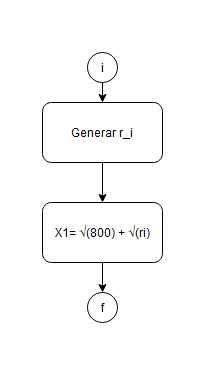 i
Generar r_i
X1= √(800) + √(ri)
f